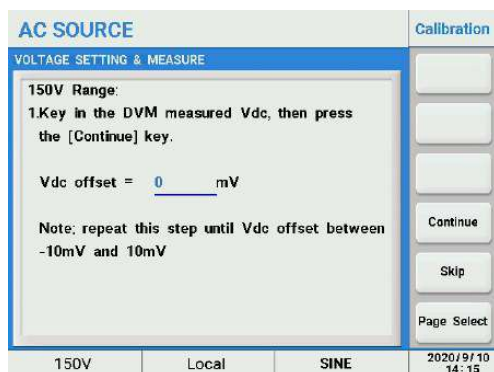 AC SOURCE
Calibration
VOLTAGE SETTING & MEASURE
150V Range:
1.Key in the DVM measured Vdc, then press
the [Continue] key.
Vdc offset = 0 mV
Note; repeat this step until Vdc offset between
-10mV and 10mV
Continue
Skip
Page Select
150V Local SINE 2020/9/10
14:15